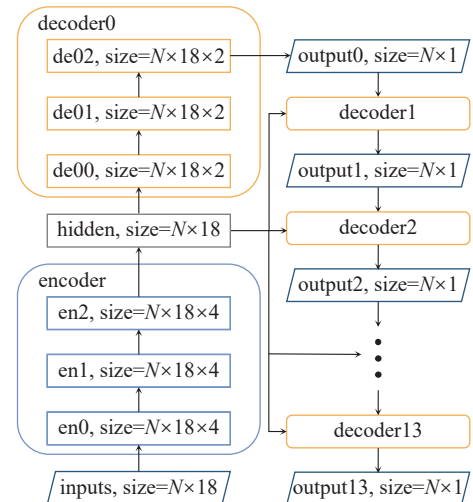 decoder0
de02, size=N×18×2
de01, size=N×18×2
de00, size=N×18×2
hidden, size=N×18
encoder
en2, size=N×18×4
en1, size=N×18×4
en0, size=N×18×4
inputs, size=N×18
output0, size=N×1
decoder1
output1, size=N×1
decoder2
output2, size=N×1
decoder13
output13, size=N×1